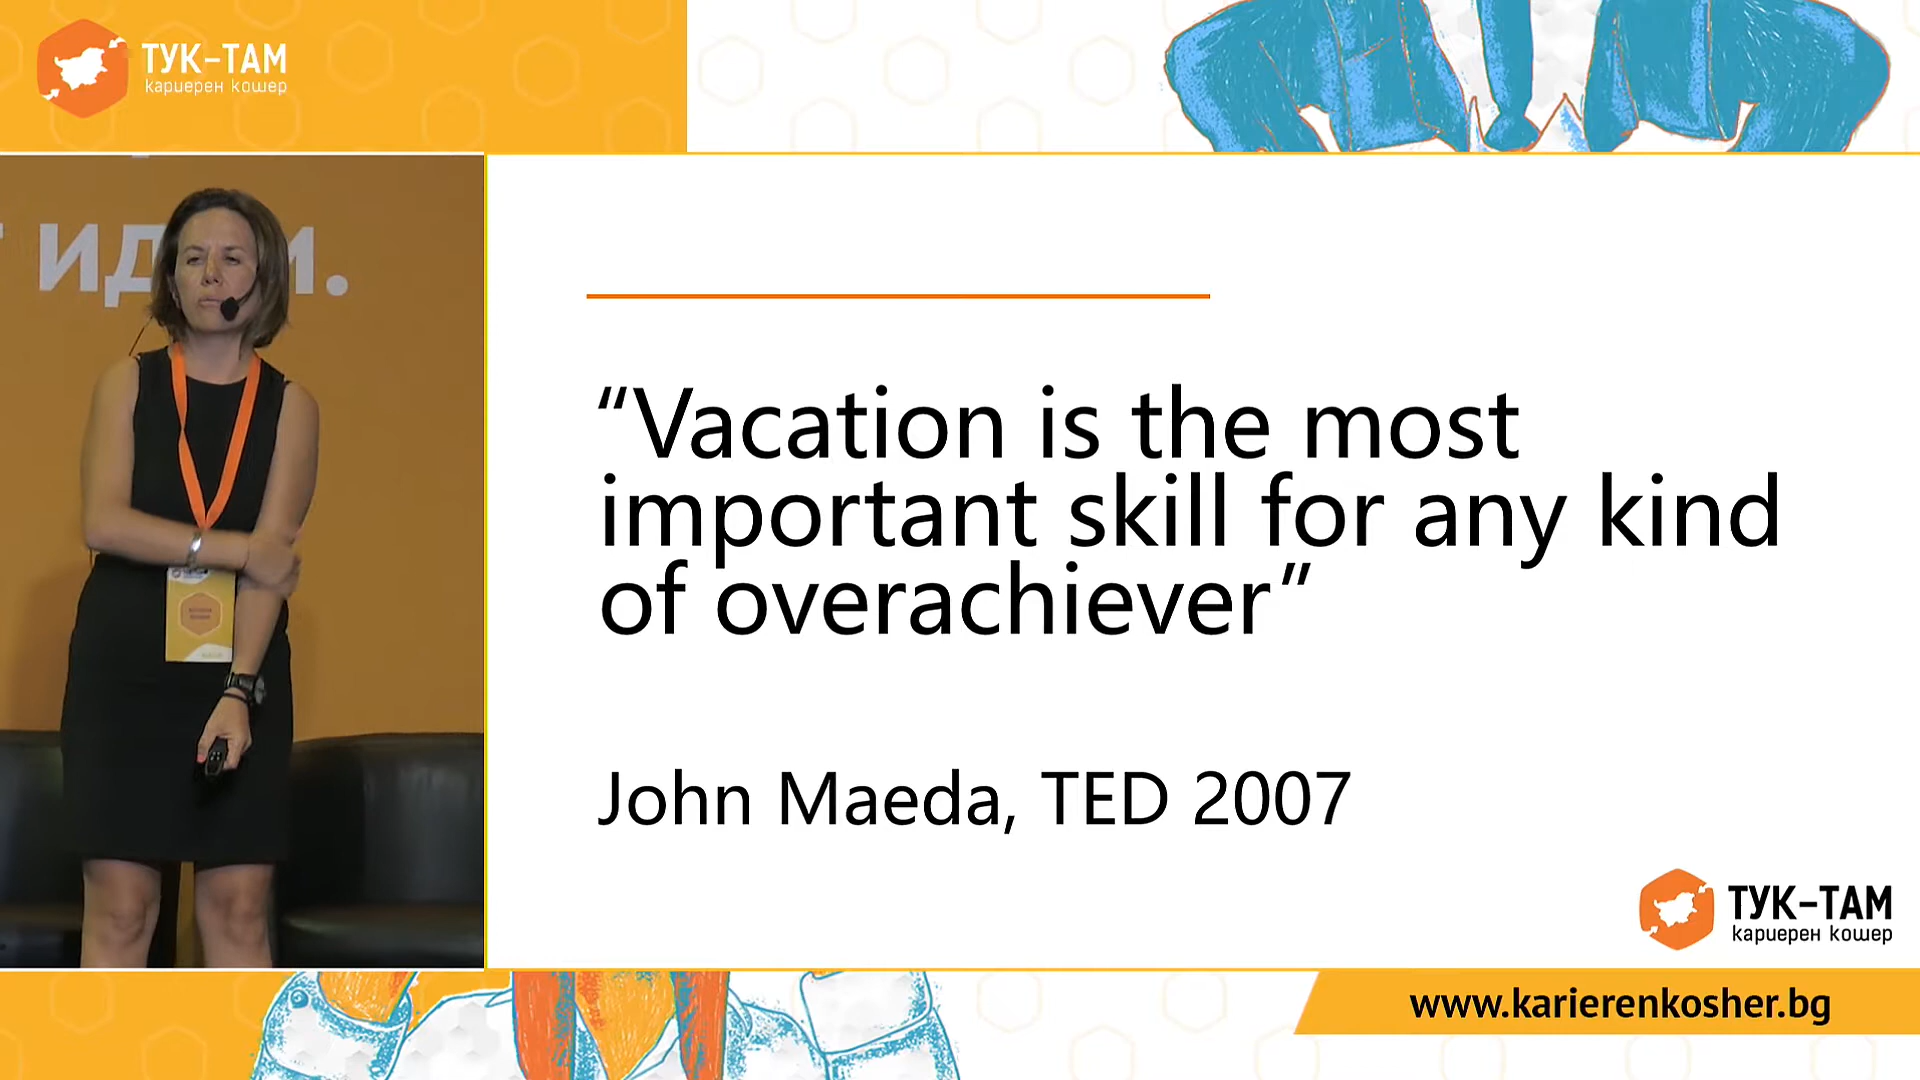 ТУК-ТАМ
кариерен кошер
“Vacation is the most
important skill for any kind
of overachiever”
John Maeda, TED 2007
ТУК-ТАМ
кариерен кошер
www.karierenkosher.bg